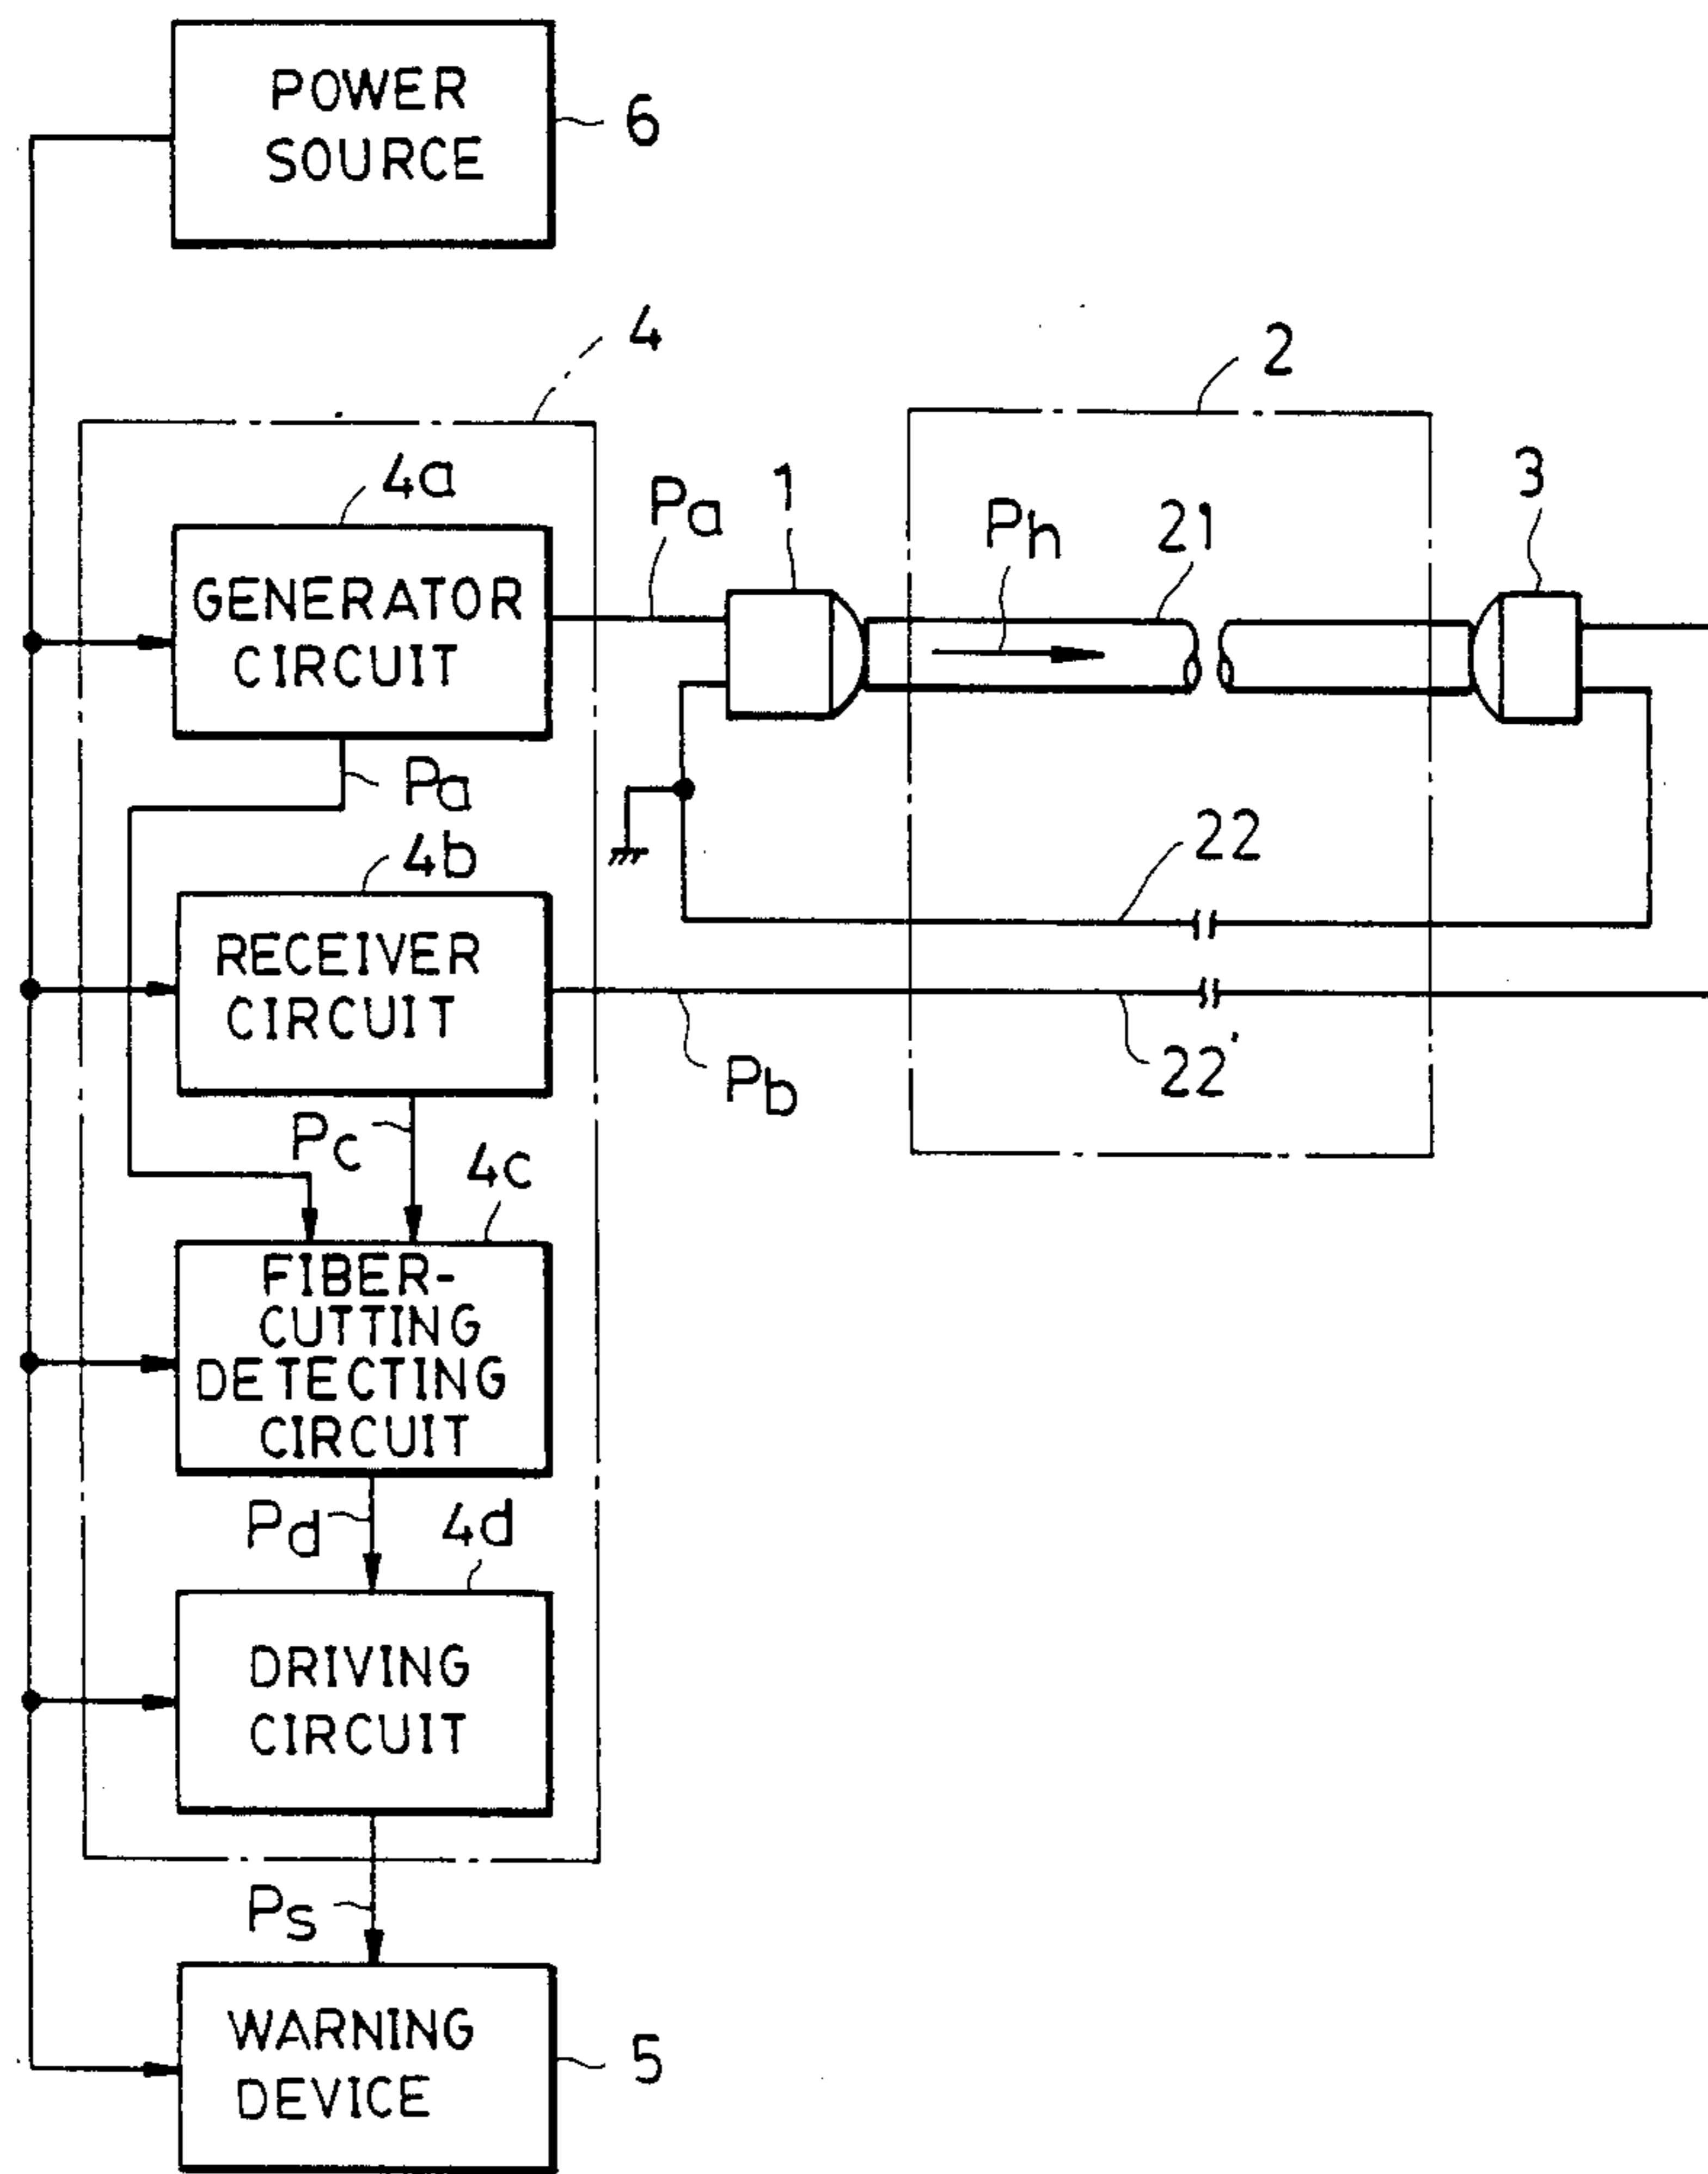 POWER
SOURCE
6
4
2
4a
Pa
1
Ph
21
3
GENERATOR
CIRCUIT
Pa
4b
22
RECEIVER
CIRCUIT
Pb
22'
Pc
4c
FIBER-
CUTTING
DETECTING
CIRCUIT
Pd
4d
DRIVING
CIRCUIT
Ps
WARNING
DEVICE
5